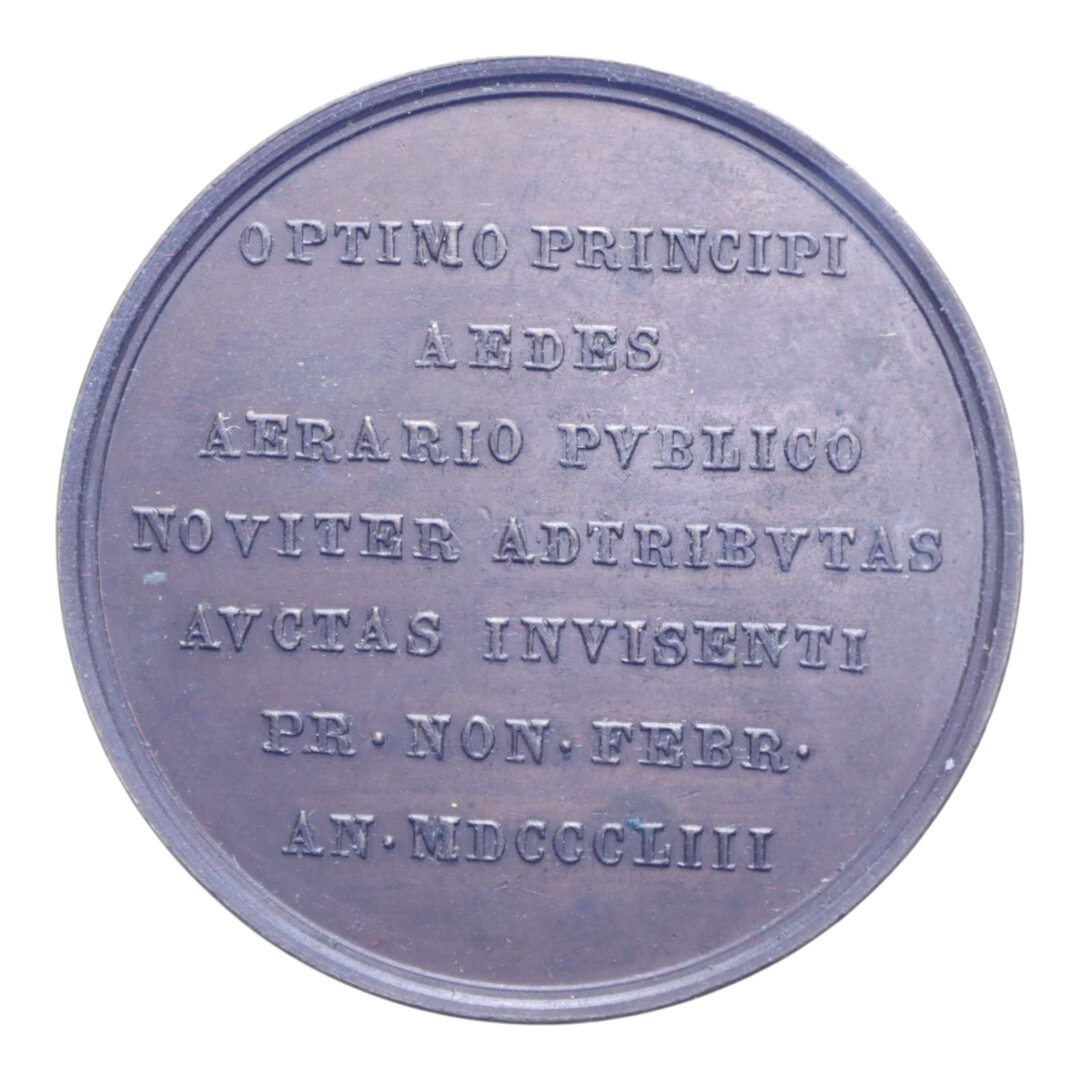 OPTIMO PRINCIPI
AEDES
AERARIO PVBLICO
NOVITER ADTRIBVTAS
AVCTAS INVISENTI
PR · NON · FEBR ·
AN · MDCCCLIII